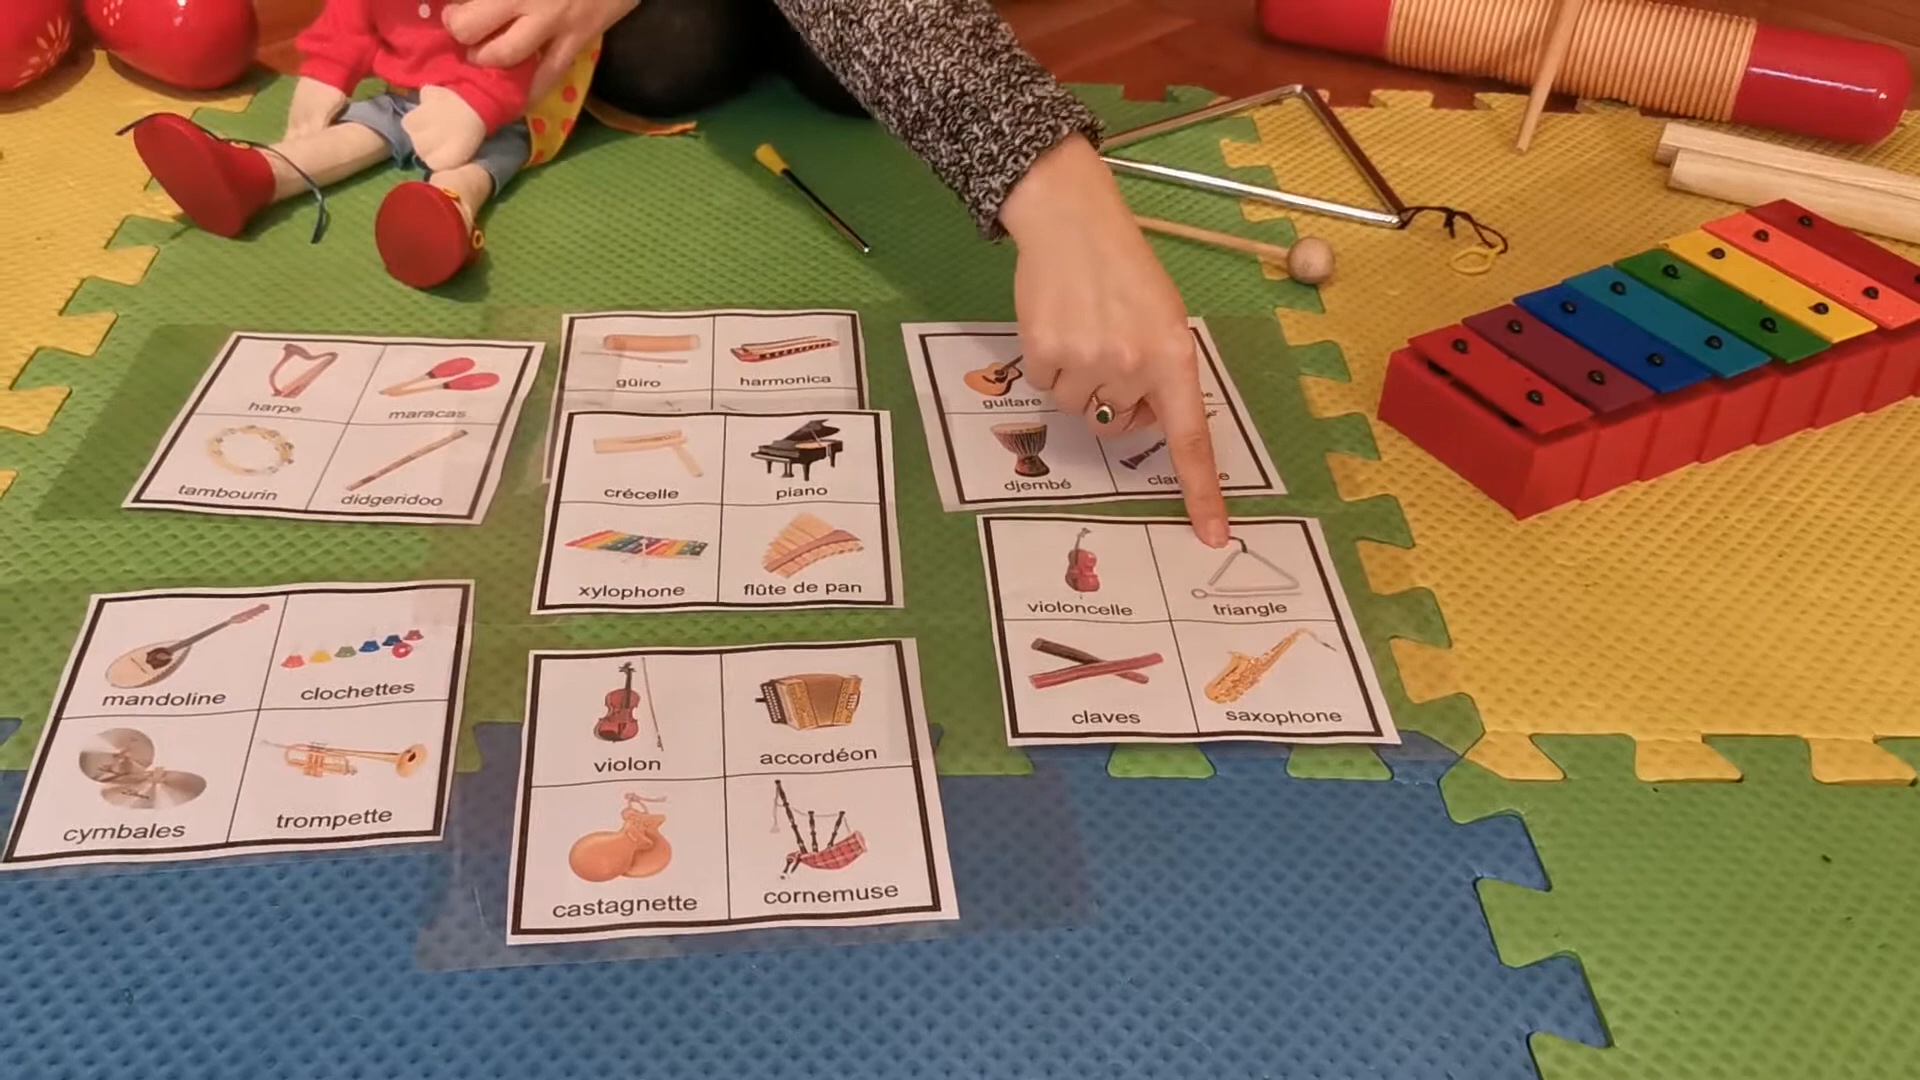 harpe
maracas
tambourin
didgeridoo
güiro
harmonica
crécelle
piano
xylophone
flûte de pan
guitare
djembé
violoncelle
triangle
claves
saxophone
mandoline
clochettes
cymbales
trompette
violon
accordéon
castagnette
cornemuse